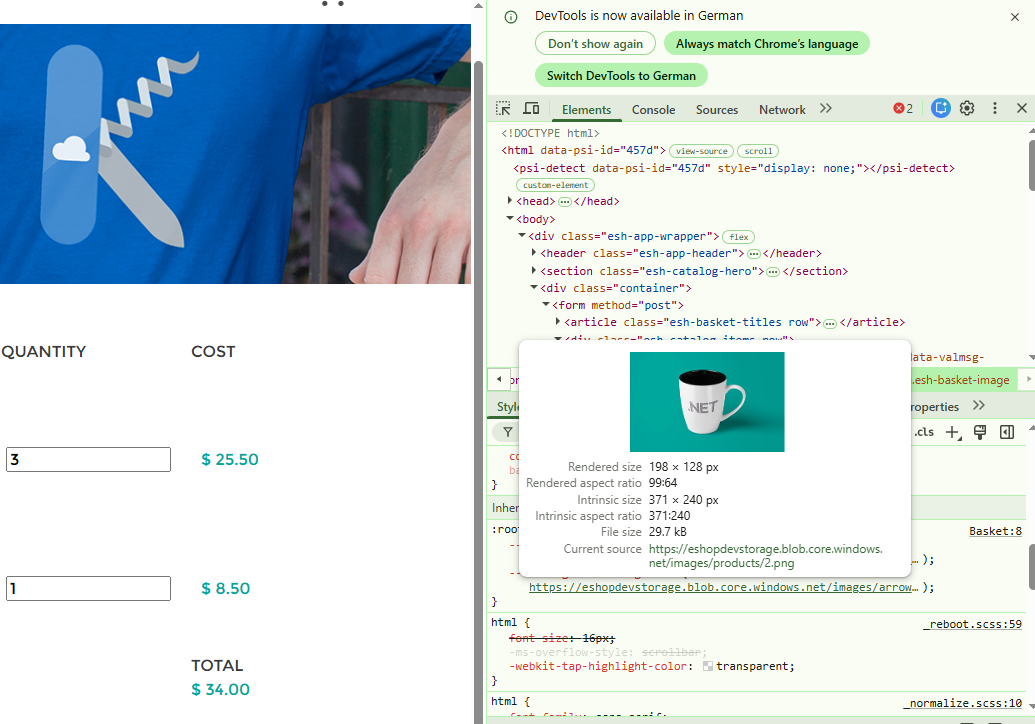 QUANTITY
COST
3
$ 25.50
1
$ 8.50
TOTAL
$ 34.00
DevTools is now available in German
Don't show again
Always match Chrome's language
Switch DevTools to German
Elements
Console
Sources
Network
2
<!DOCTYPE html>
<html data-psi-id="457d"> view-source scroll
<psi-detect data-psi-id="457d" style="display: none;"></psi-detect>
custom-element
<head> … </head>
<body>
<div class="esh-app-wrapper"> flex
<header class="esh-app-header"> … </header>
<section class="esh-catalog-hero"> … </section>
<div class="container">
<form method="post">
<article class="esh-basket-titles row"> … </article>
data-valmsg-
.esh-basket-image
.NET
Rendered size 198 × 128 px
Rendered aspect ratio 99:64
Intrinsic size 371 × 240 px
Intrinsic aspect ratio 371:240
File size 29.7 kB
Current source https://eshopdevstorage.blob.core.windows.
net/images/products/2.png
.cls
}
Basket:8
… );
https://eshopdevstorage.blob.core.windows.net/images/arrow… );
}
html {
_reboot.scss:59
font-size: 16px;
-ms-overflow-style: scrollbar;
-webkit-tap-highlight-color: transparent;
}
html {
_normalize.scss:10